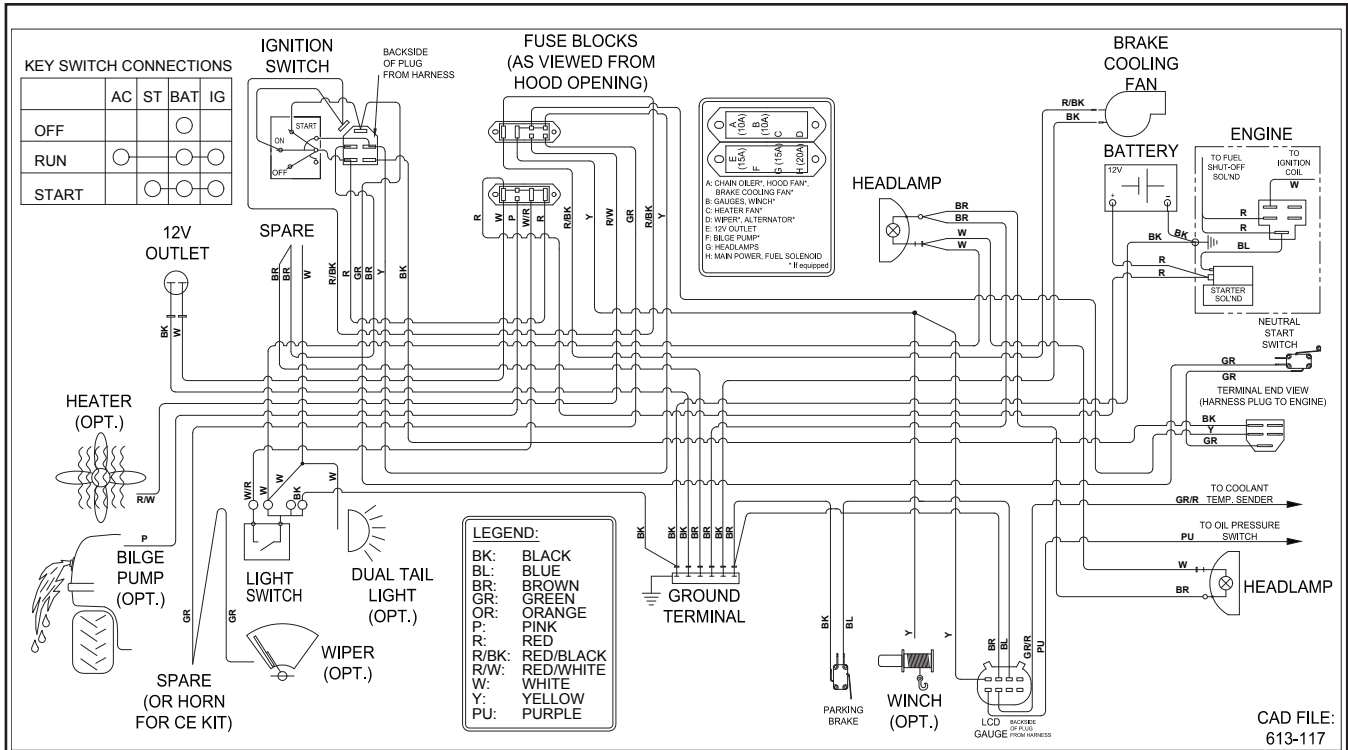 KEY SWITCH CONNECTIONS
AC ST BAT IG
OFF
RUN
START
IGNITION
SWITCH
BACKSIDE
OF PLUG
FROM HARNESS
START
ON
OFF
FUSE BLOCKS
(AS VIEWED FROM
HOOD OPENING)
A (10A)
B (10A)
C
D
E (15A)
F
G (15A)
H (20A)
A: CHAIN OILER*, HOOD FAN*,
BRAKE COOLING FAN*
B: GAUGES, WINCH*
C: HEATER FAN*
D: WIPER*, ALTERNATOR*
E: 12V OUTLET
F: BILGE PUMP*
G: HEADLAMPS
H: MAIN POWER, FUEL SOLENOID
* If equipped
BRAKE
COOLING
FAN
R/BK
BK
HEADLAMP
BR
BR
W
W
BATTERY
12V
+
-
BK
BK
R
R
ENGINE
TO FUEL
SHUT-OFF
SOL'ND
TO
IGNITION
COIL
W
R
R
BL
STARTER
SOL'ND
NEUTRAL
START
SWITCH
GR
GR
TERMINAL END VIEW
(HARNESS PLUG TO ENGINE)
BK
Y
GR
12V
OUTLET
BK
W
SPARE
BR
BR
W
R/BK
R
GR
BR
Y
BK
R
W
P
W/R
R
R/BK
Y
R/W
GR
R/BK
Y
HEATER
(OPT.)
R/W
P
BILGE
PUMP
(OPT.)
GR
GR
SPARE
(OR HORN
FOR CE KIT)
W/R
W
W
BK
W
LIGHT
SWITCH
DUAL TAIL
LIGHT
(OPT.)
WIPER
(OPT.)
LEGEND:
BK: BLACK
BL: BLUE
BR: BROWN
GR: GREEN
OR: ORANGE
P: PINK
R: RED
R/BK: RED/BLACK
R/W: RED/WHITE
W: WHITE
Y: YELLOW
PU: PURPLE
BK
BK
BK
BR
BR
BK
BR
GROUND
TERMINAL
BK
BL
PARKING
BRAKE
Y
WINCH
(OPT.)
Y
BR
BL
GR/R
PU
LCD
GAUGE
BACKSIDE
OF PLUG
FROM HARNESS
GR/R
TO COOLANT
TEMP. SENDER
PU
TO OIL PRESSURE
SWITCH
W
BR
HEADLAMP
CAD FILE:
613-117